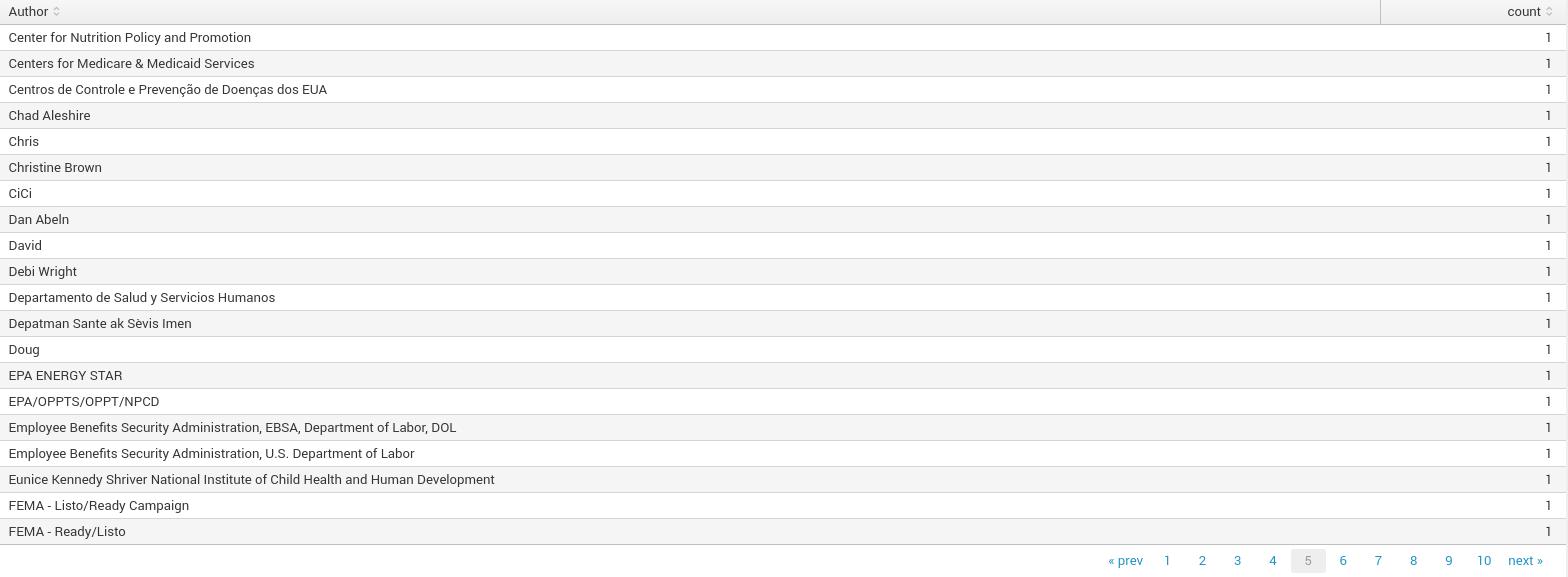 Author count
Center for Nutrition Policy and Promotion 1
Centers for Medicare & Medicaid Services 1
Centros de Controle e Prevenção de Doenças dos EUA 1
Chad Aleshire 1
Chris 1
Christine Brown 1
CiCi 1
Dan Abeln 1
David 1
Debi Wright 1
Departamento de Salud y Servicios Humanos 1
Depatman Sante ak Sèvis Imen 1
Doug 1
EPA ENERGY STAR 1
EPA/OPPTS/OPPT/NPCD 1
Employee Benefits Security Administration, EBSA, Department of Labor, DOL 1
Employee Benefits Security Administration, U.S. Department of Labor 1
Eunice Kennedy Shriver National Institute of Child Health and Human Development 1
FEMA - Listo/Ready Campaign 1
FEMA - Ready/Listo 1
« prev 1 2 3 4 5 6 7 8 9 10 next »